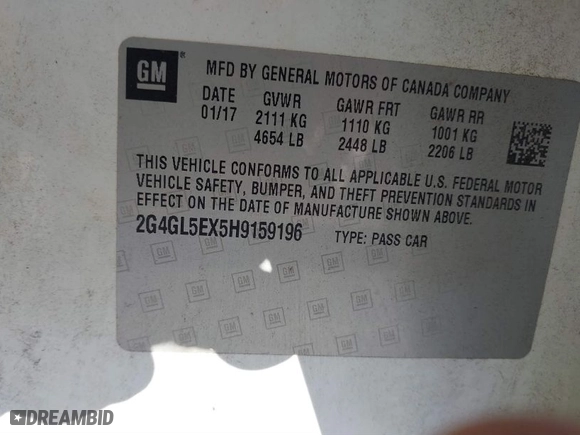 GM ®
MFD BY GENERAL MOTORS OF CANADA COMPANY
DATE GVWR GAWR FRT GAWR RR
01/17 2111 KG 1110 KG 1001 KG
4654 LB 2448 LB 2206 LB
THIS VEHICLE CONFORMS TO ALL APPLICABLE U.S. FEDERAL MOTOR
VEHICLE SAFETY, BUMPER, AND THEFT PREVENTION STANDARDS IN
EFFECT ON THE DATE OF MANUFACTURE SHOWN ABOVE.
2G4GL5EX5H9159196 TYPE: PASS CAR
DREAMBID